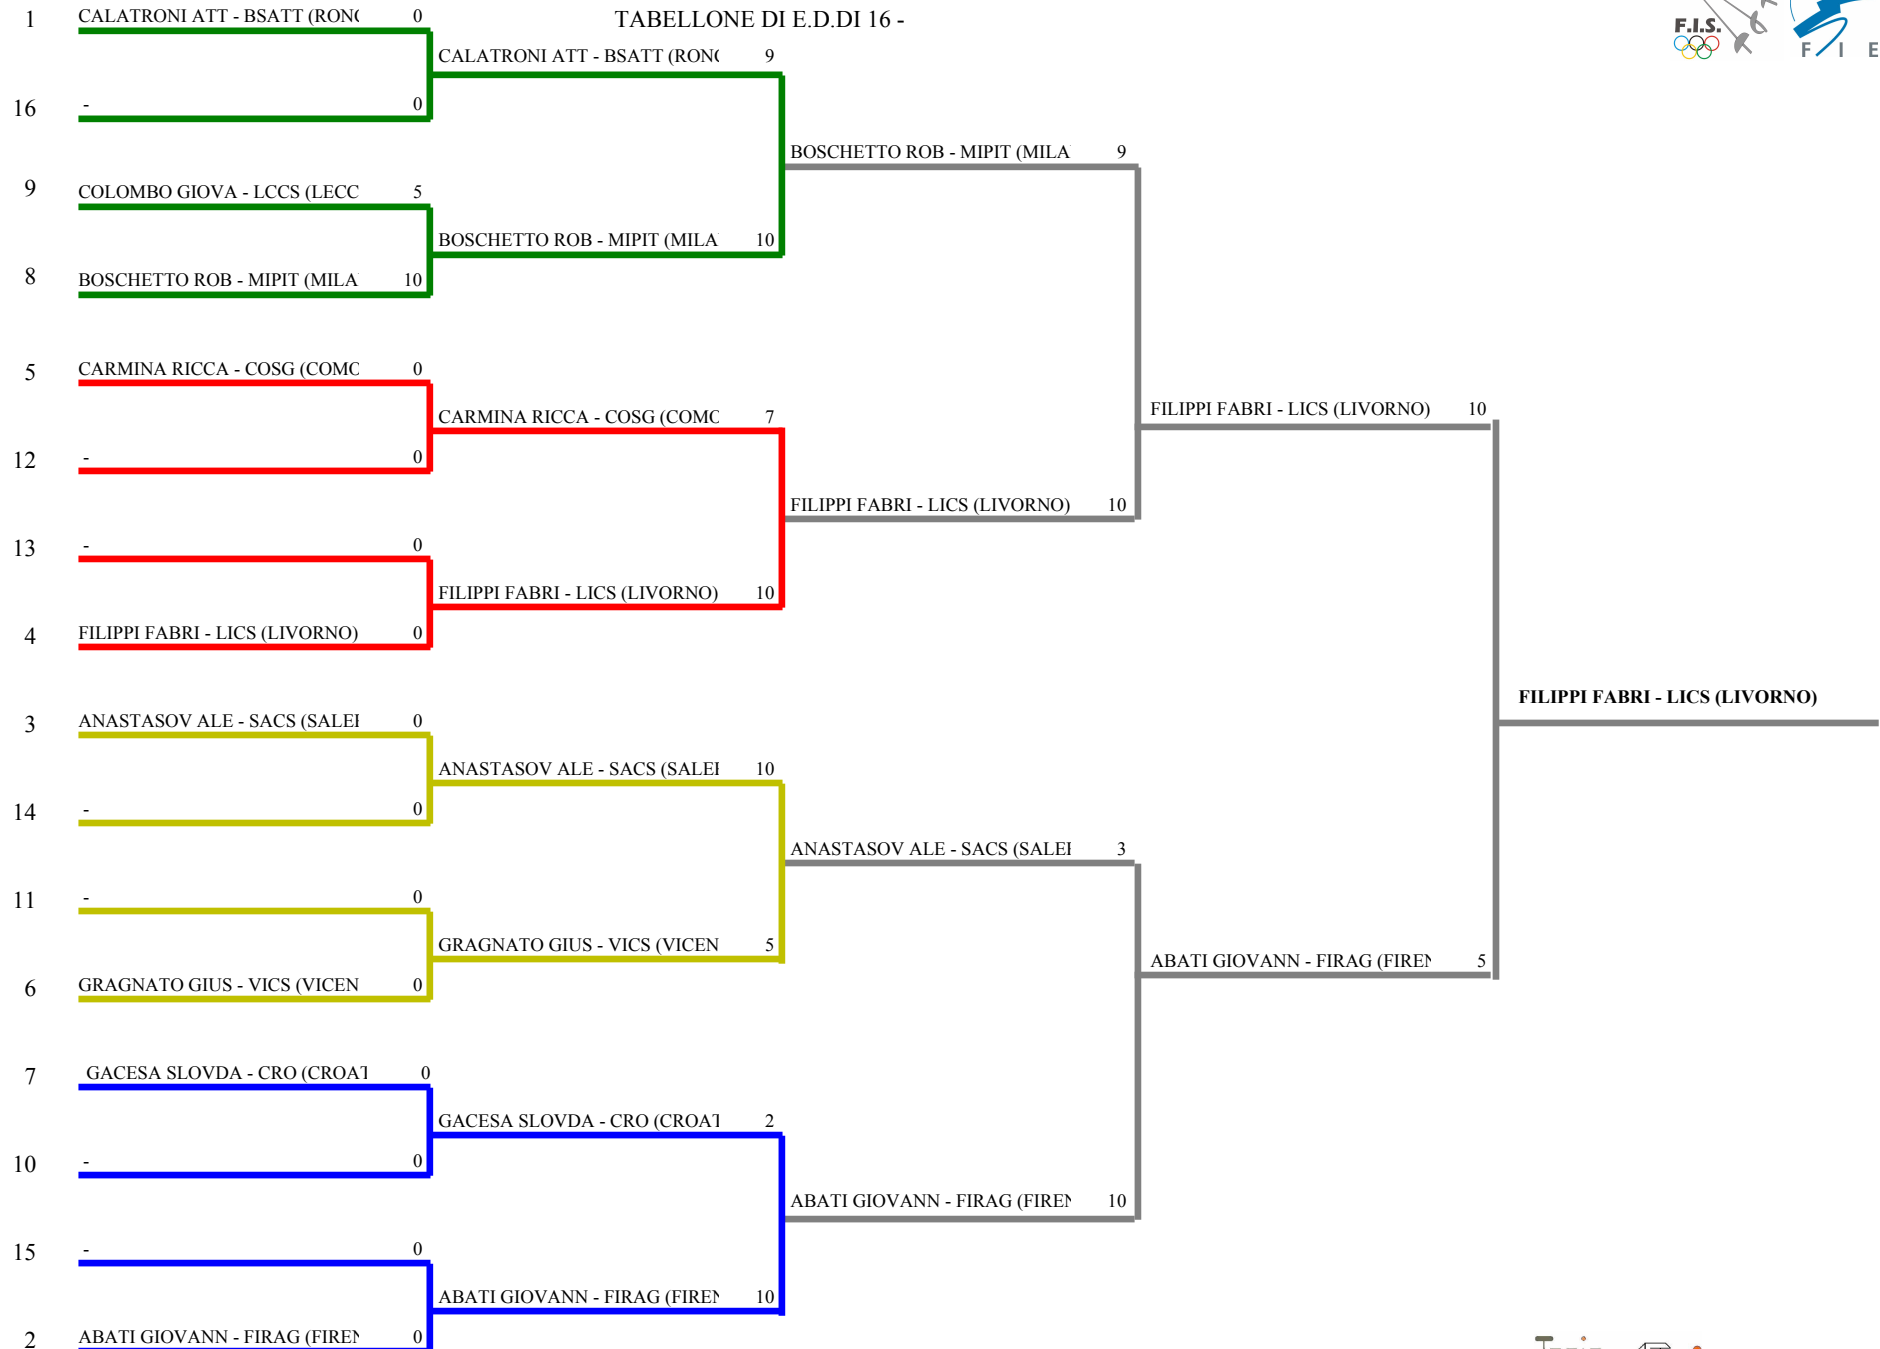 TABELLONE DI E.D.DI 16 -
F.I.S.
F I E
1 CALATRONI ATT - BSATT (RON 0
CALATRONI ATT - BSATT (RON 9
16 - 0
BOSCHETTO ROB - MIPIT (MILA 9
9 COLOMBO GIOVA - LCCS (LECC 5
BOSCHETTO ROB - MIPIT (MILA 10
8 BOSCHETTO ROB - MIPIT (MILA 10
5 CARMINA RICCA - COSG (COMO 0
CARMINA RICCA - COSG (COMO 7
FILIPPI FABRI - LICS (LIVORNO) 10
12 - 0
FILIPPI FABRI - LICS (LIVORNO) 10
13 - 0
FILIPPI FABRI - LICS (LIVORNO) 10
4 FILIPPI FABRI - LICS (LIVORNO) 0
FILIPPI FABRI - LICS (LIVORNO)
3 ANASTASOV ALE - SACS (SALE 0
ANASTASOV ALE - SACS (SALE 10
14 - 0
ANASTASOV ALE - SACS (SALE 3
11 - 0
GRAGNATO GIUS - VICS (VICEN 5
ABATI GIOVANN - FIRAG (FIREN 5
6 GRAGNATO GIUS - VICS (VICEN 0
7 GACESA SLOVDA - CRO (CROAT 0
GACESA SLOVDA - CRO (CROAT 2
10 - 0
ABATI GIOVANN - FIRAG (FIREN 10
15 - 0
ABATI GIOVANN - FIRAG (FIREN 10
2 ABATI GIOVANN - FIRAG (FIREN 0